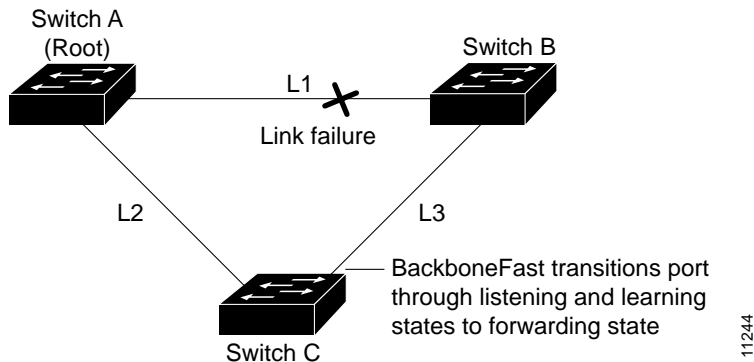 Switch A
(Root)
Switch B
L1
Link failure
L2
L3
BackboneFast transitions port
through listening and learning
states to forwarding state
Switch C
11244